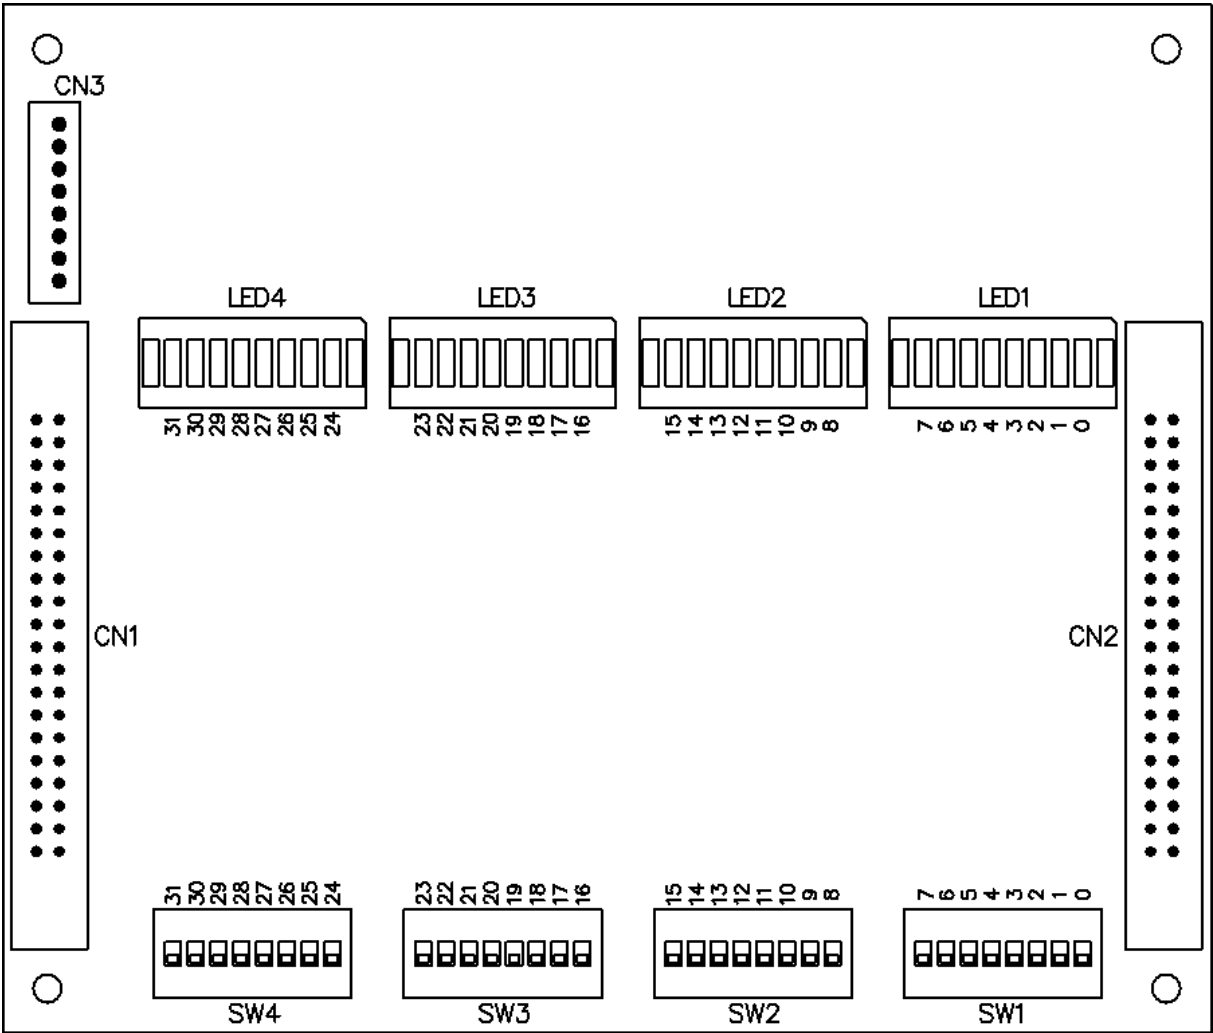 CN3
LED4 LED3 LED2 LED1
31 30 29 28 27 26 25 24 23 22 21 20 19 18 17 16 15 14 13 12 11 10 9 8 7 6 5 4 3 2 1 0
CN1 CN2
31 30 29 28 27 26 25 24 23 22 21 20 19 18 17 16 15 14 13 12 11 10 9 8 7 6 5 4 3 2 1 0
SW4 SW3 SW2 SW1